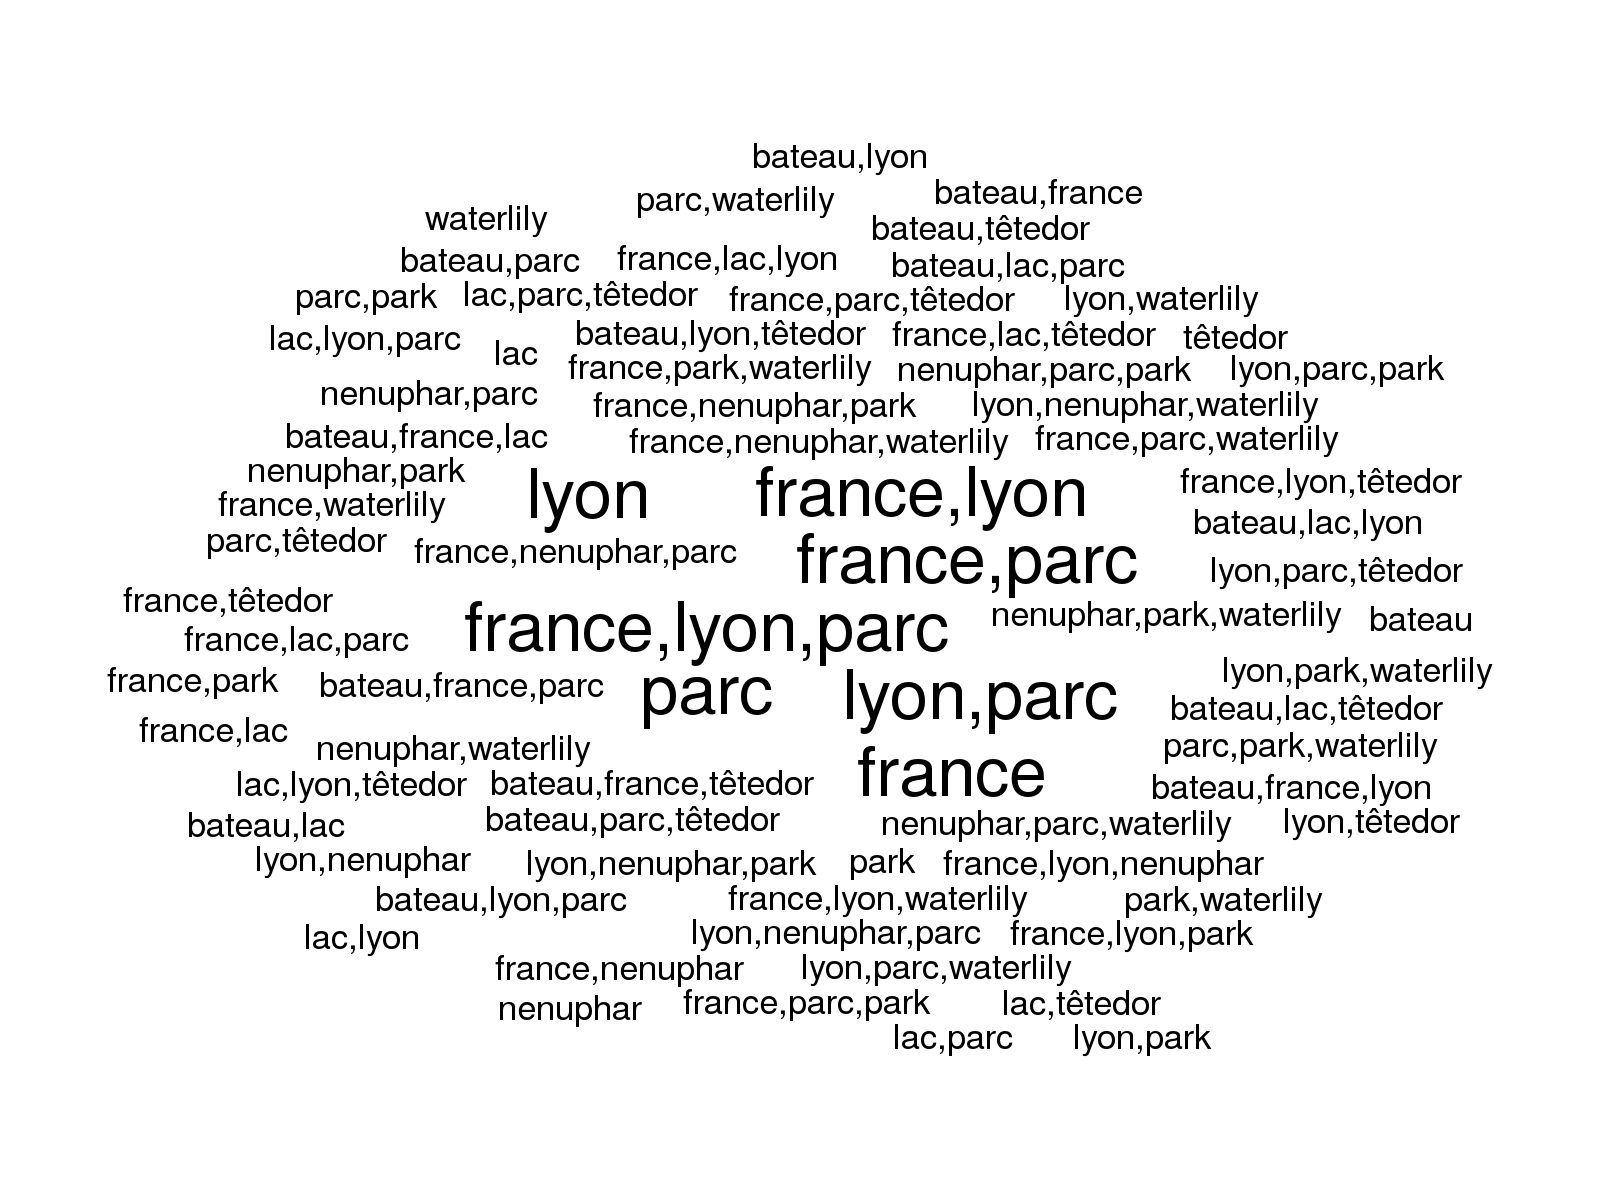 bateau,lyon
parc,waterlily
bateau,france
waterlily
bateau,têtedor
bateau,parc
france,lac,lyon
bateau,lac,parc
parc,park
lac,parc,têtedor
france,parc,têtedor
lyon,waterlily
lac,lyon,parc
lac
bateau,lyon,têtedor
france,lac,têtedor
têtedor
france,park,waterlily
nenuphar,parc,park
lyon,parc,park
nenuphar,parc
france,nenuphar,park
lyon,nenuphar,waterlily
bateau,france,lac
france,nenuphar,waterlily
france,parc,waterlily
nenuphar,park
lyon
france,lyon
france,lyon,têtedor
france,waterlily
bateau,lac,lyon
parc,têtedor
france,nenuphar,parc
france,parc
lyon,parc,têtedor
france,têtedor
france,lyon,parc
nenuphar,park,waterlily
bateau
france,lac,parc
france,park
bateau,france,parc
parc
lyon,parc
lyon,park,waterlily
bateau,lac,têtedor
france,lac
nenuphar,waterlily
parc,park,waterlily
lac,lyon,têtedor
bateau,france,têtedor
france
bateau,france,lyon
bateau,lac
bateau,parc,têtedor
nenuphar,parc,waterlily
lyon,têtedor
lyon,nenuphar
lyon,nenuphar,park
park
france,lyon,nenuphar
bateau,lyon,parc
france,lyon,waterlily
park,waterlily
lac,lyon
lyon,nenuphar,parc
france,lyon,park
france,nenuphar
lyon,parc,waterlily
nenuphar
france,parc,park
lac,têtedor
lac,parc
lyon,park